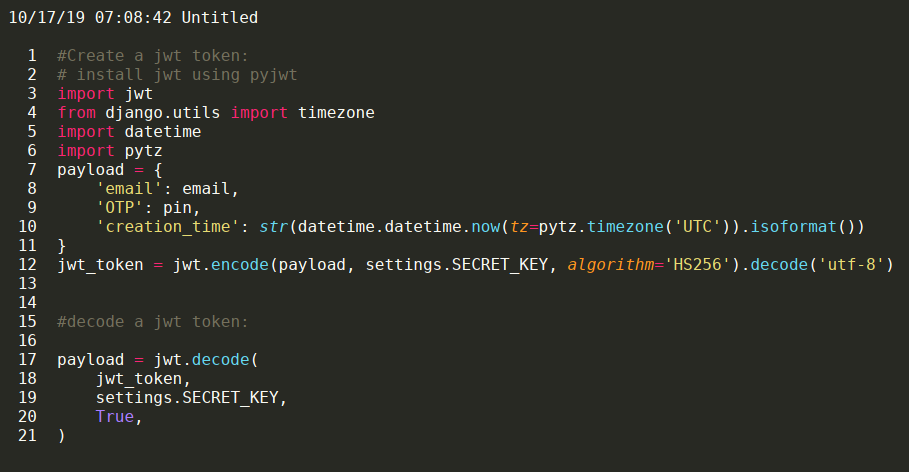 10/17/19 07:08:42 Untitled
1 #Create a jwt token:
2 # install jwt using pyjwt
3 import jwt
4 from django.utils import timezone
5 import datetime
6 import pytz
7 payload = {
8     'email': email,
9     'OTP': pin,
10     'creation_time': str(datetime.datetime.now(tz=pytz.timezone('UTC')).isoformat())
11 }
12 jwt_token = jwt.encode(payload, settings.SECRET_KEY, algorithm='HS256').decode('utf-8')
13
14
15 #decode a jwt token:
16
17 payload = jwt.decode(
18     jwt_token,
19     settings.SECRET_KEY,
20     True,
21 )